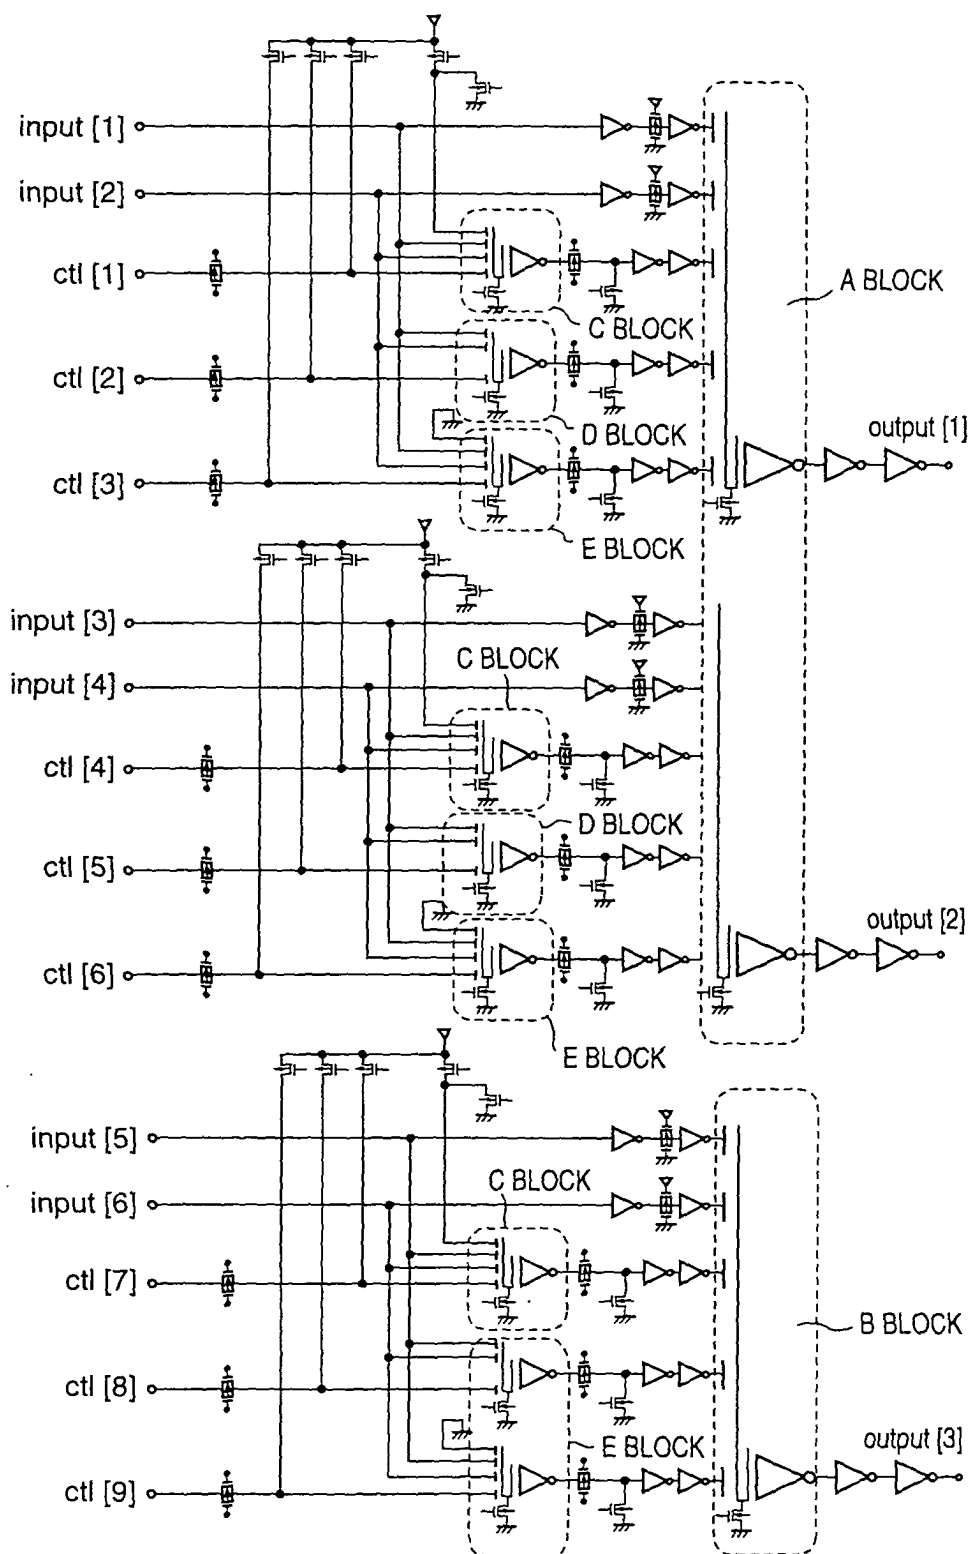 input [1]
input [2]
ctl [1]
A BLOCK
C BLOCK
ctl [2]
D BLOCK
output [1]
ctl [3]
E BLOCK
input [3]
C BLOCK
input [4]
ctl [4]
D BLOCK
ctl [5]
output [2]
ctl [6]
E BLOCK
input [5]
C BLOCK
input [6]
ctl [7]
B BLOCK
ctl [8]
E BLOCK
output [3]
ctl [9]